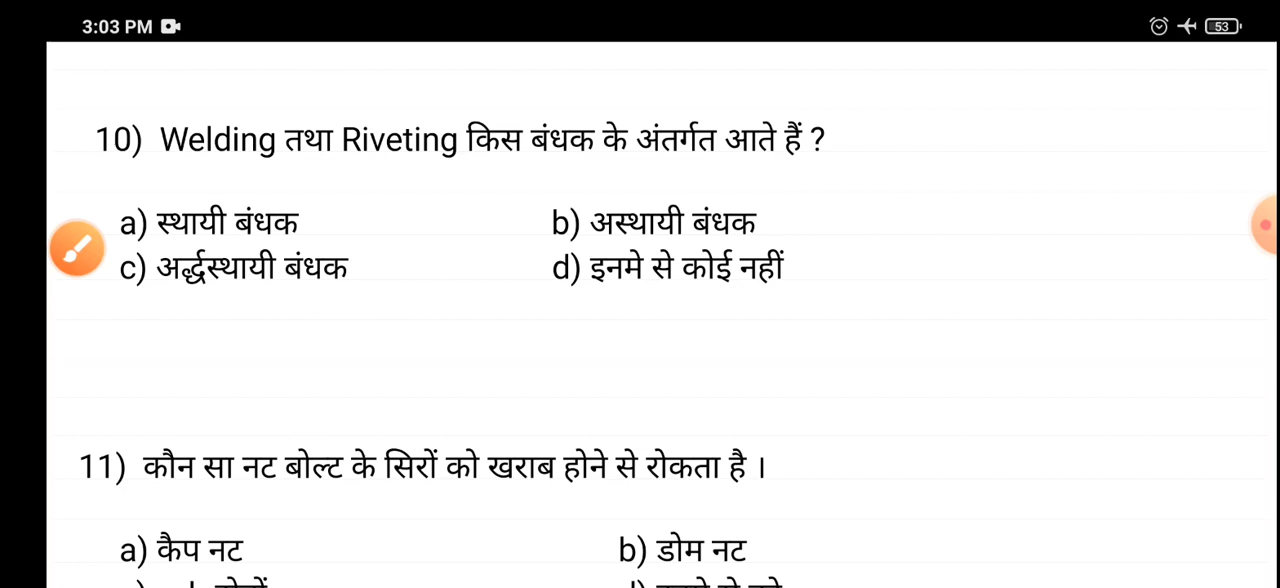 3:03 PM
53
10) Welding तथा Riveting किस बंधक के अंतर्गत आते हैं ?
a) स्थायी बंधक b) अस्थायी बंधक
c) अर्द्धस्थायी बंधक d) इनमे से कोई नहीं
11) कौन सा नट बोल्ट के सिरों को खराब होने से रोकता है ।
a) कैप नट b) डोम नट